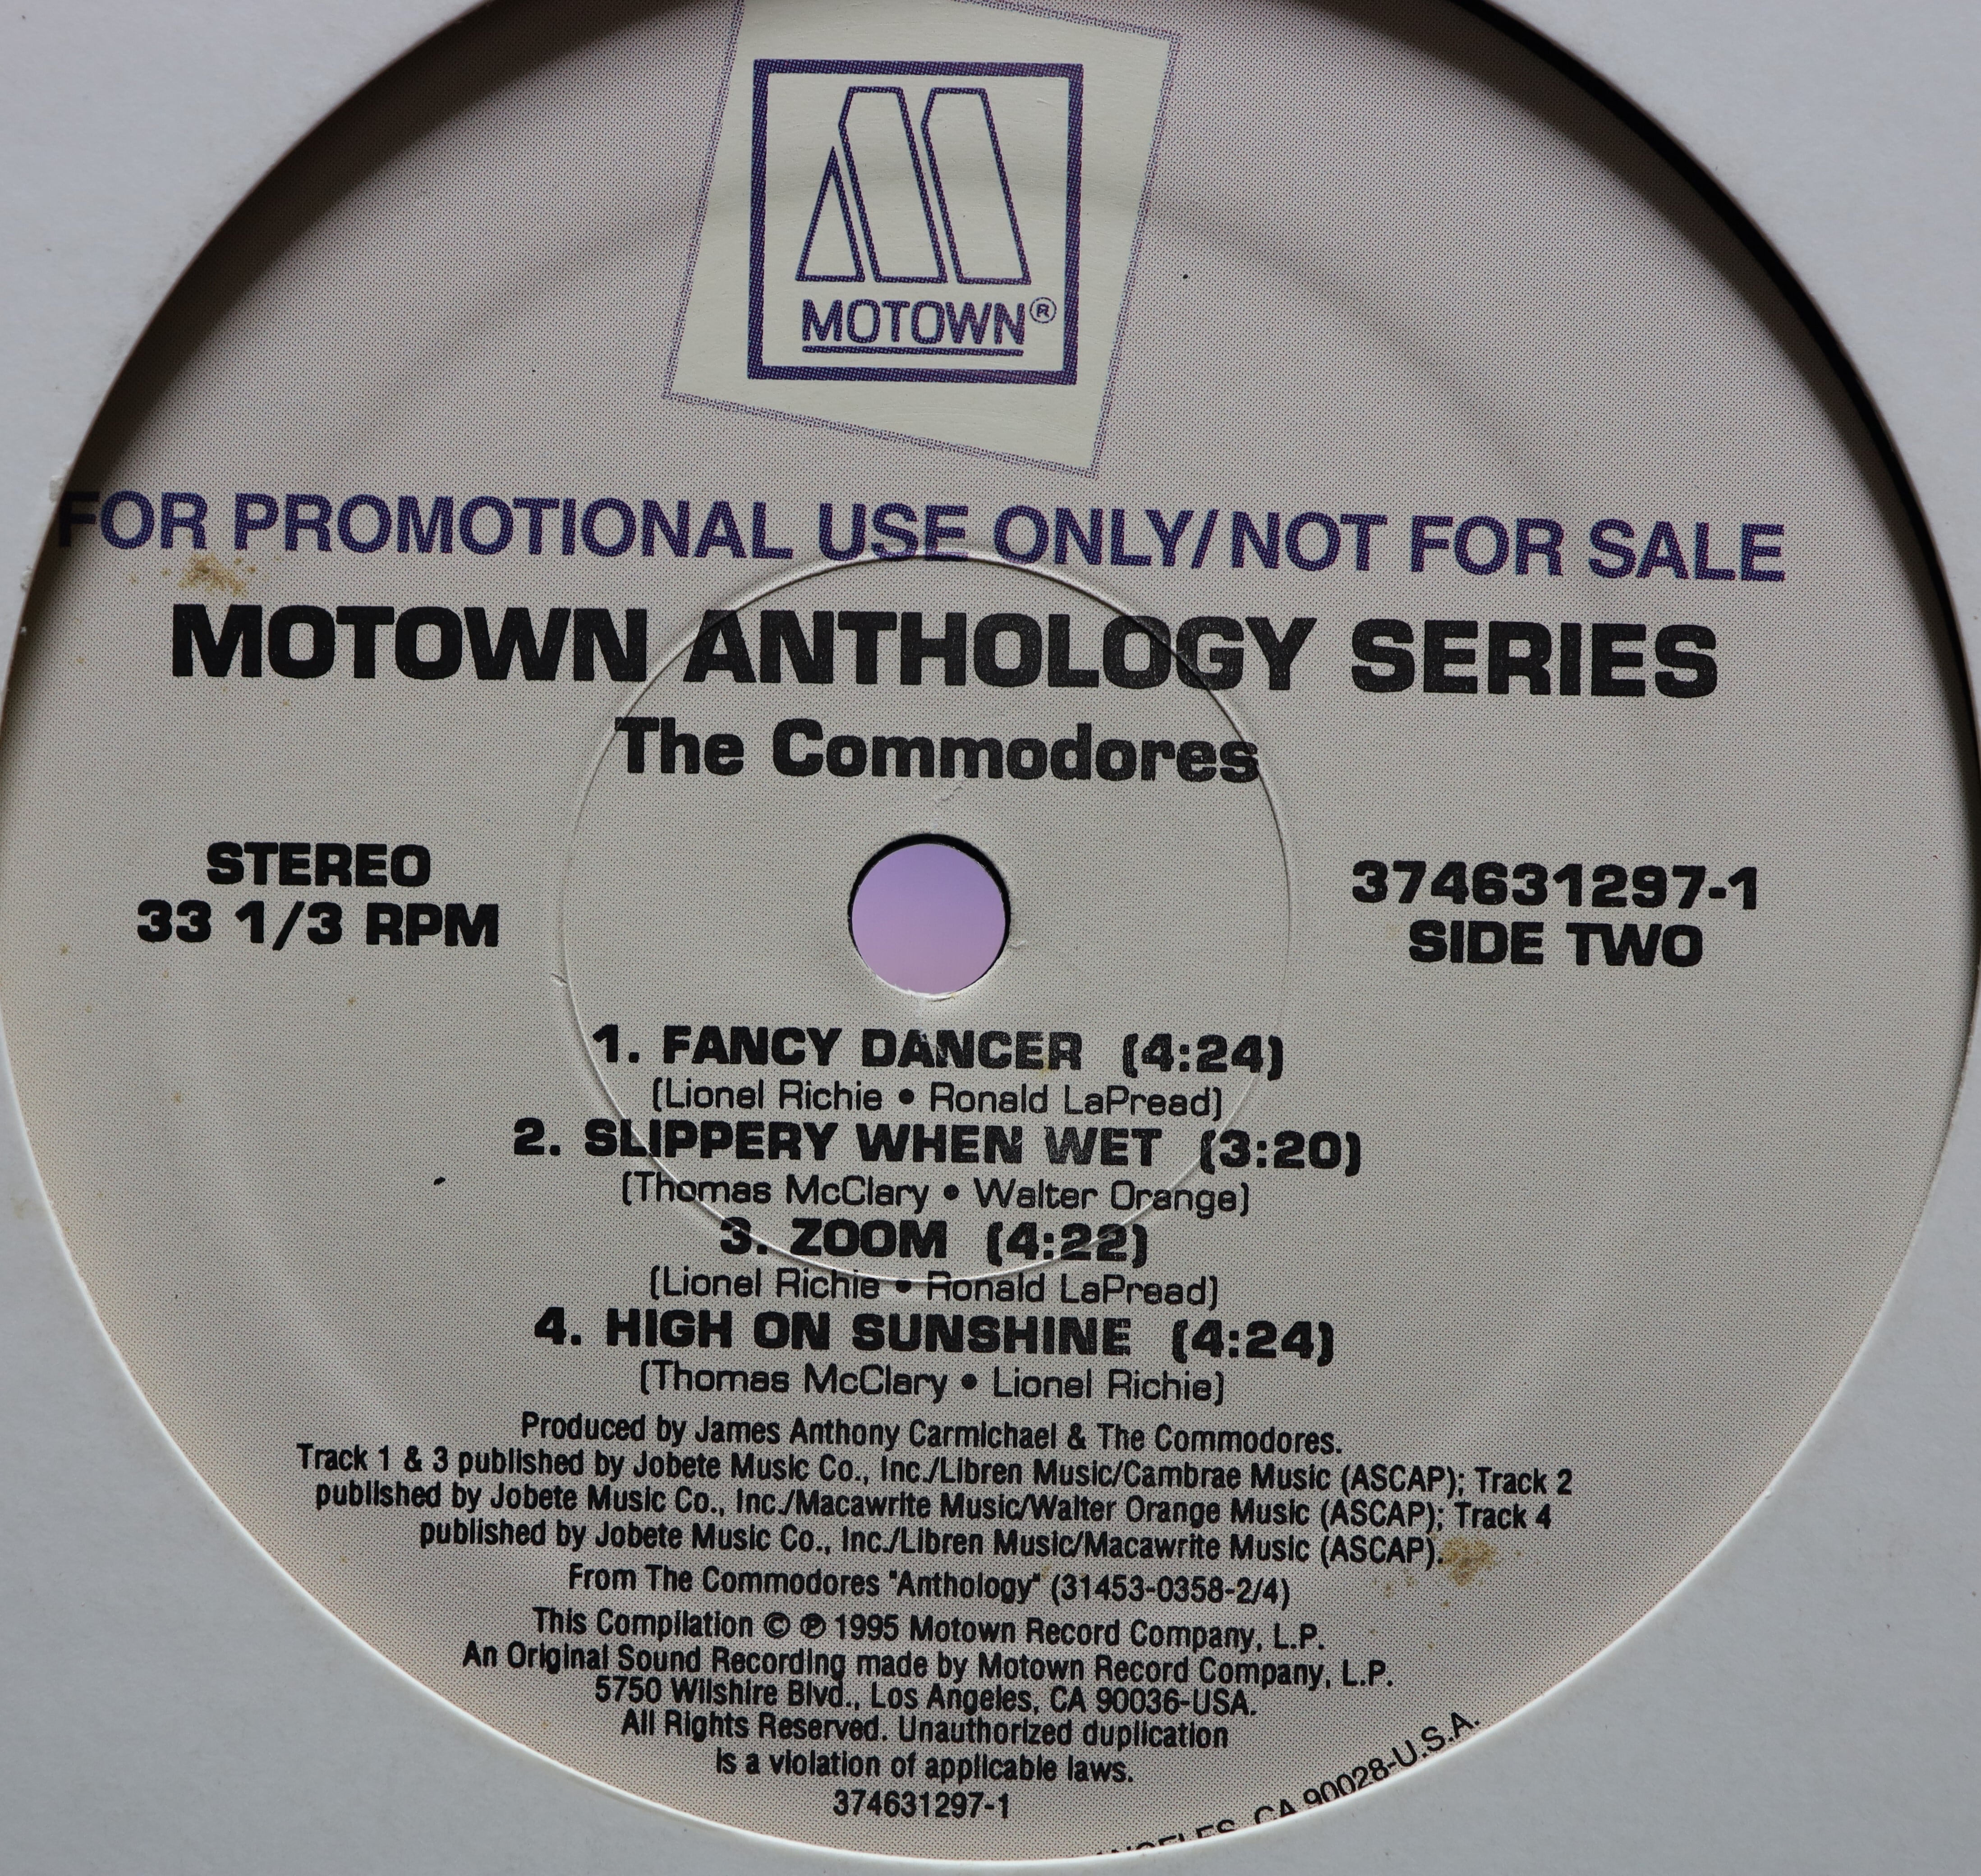 MOTOWN®
FOR PROMOTIONAL USE ONLY/NOT FOR SALE
MOTOWN ANTHOLOGY SERIES
The Commodores
STEREO
33 1/3 RPM
374631297-1
SIDE TWO
1. FANCY DANCER (4:24)
(Lionel Richie • Ronald LaPread)
2. SLIPPERY WHEN WET (3:20)
(Thomas McClary • Walter Orange)
3. ZOOM (4:22)
(Lionel Richie • Ronald LaPread)
4. HIGH ON SUNSHINE (4:24)
(Thomas McClary • Lionel Richie)
Produced by James Anthony Carmichael & The Commodores.
Track 1 & 3 published by Jobete Music Co., Inc./Libren Music/Cambrae Music (ASCAP); Track 2
published by Jobete Music Co., Inc./Macawrite Music/Walter Orange Music (ASCAP); Track 4
published by Jobete Music Co., Inc./Libren Music/Macawrite Music (ASCAP).
From The Commodores "Anthology" (31453-0358-2/4)
This Compilation © ℗ 1995 Motown Record Company, L.P.
An Original Sound Recording made by Motown Record Company, L.P.
5750 Wilshire Blvd., Los Angeles, CA 90036-USA.
All Rights Reserved. Unauthorized duplication
is a violation of applicable laws.
374631297-1
CA 90028-U.S.A.